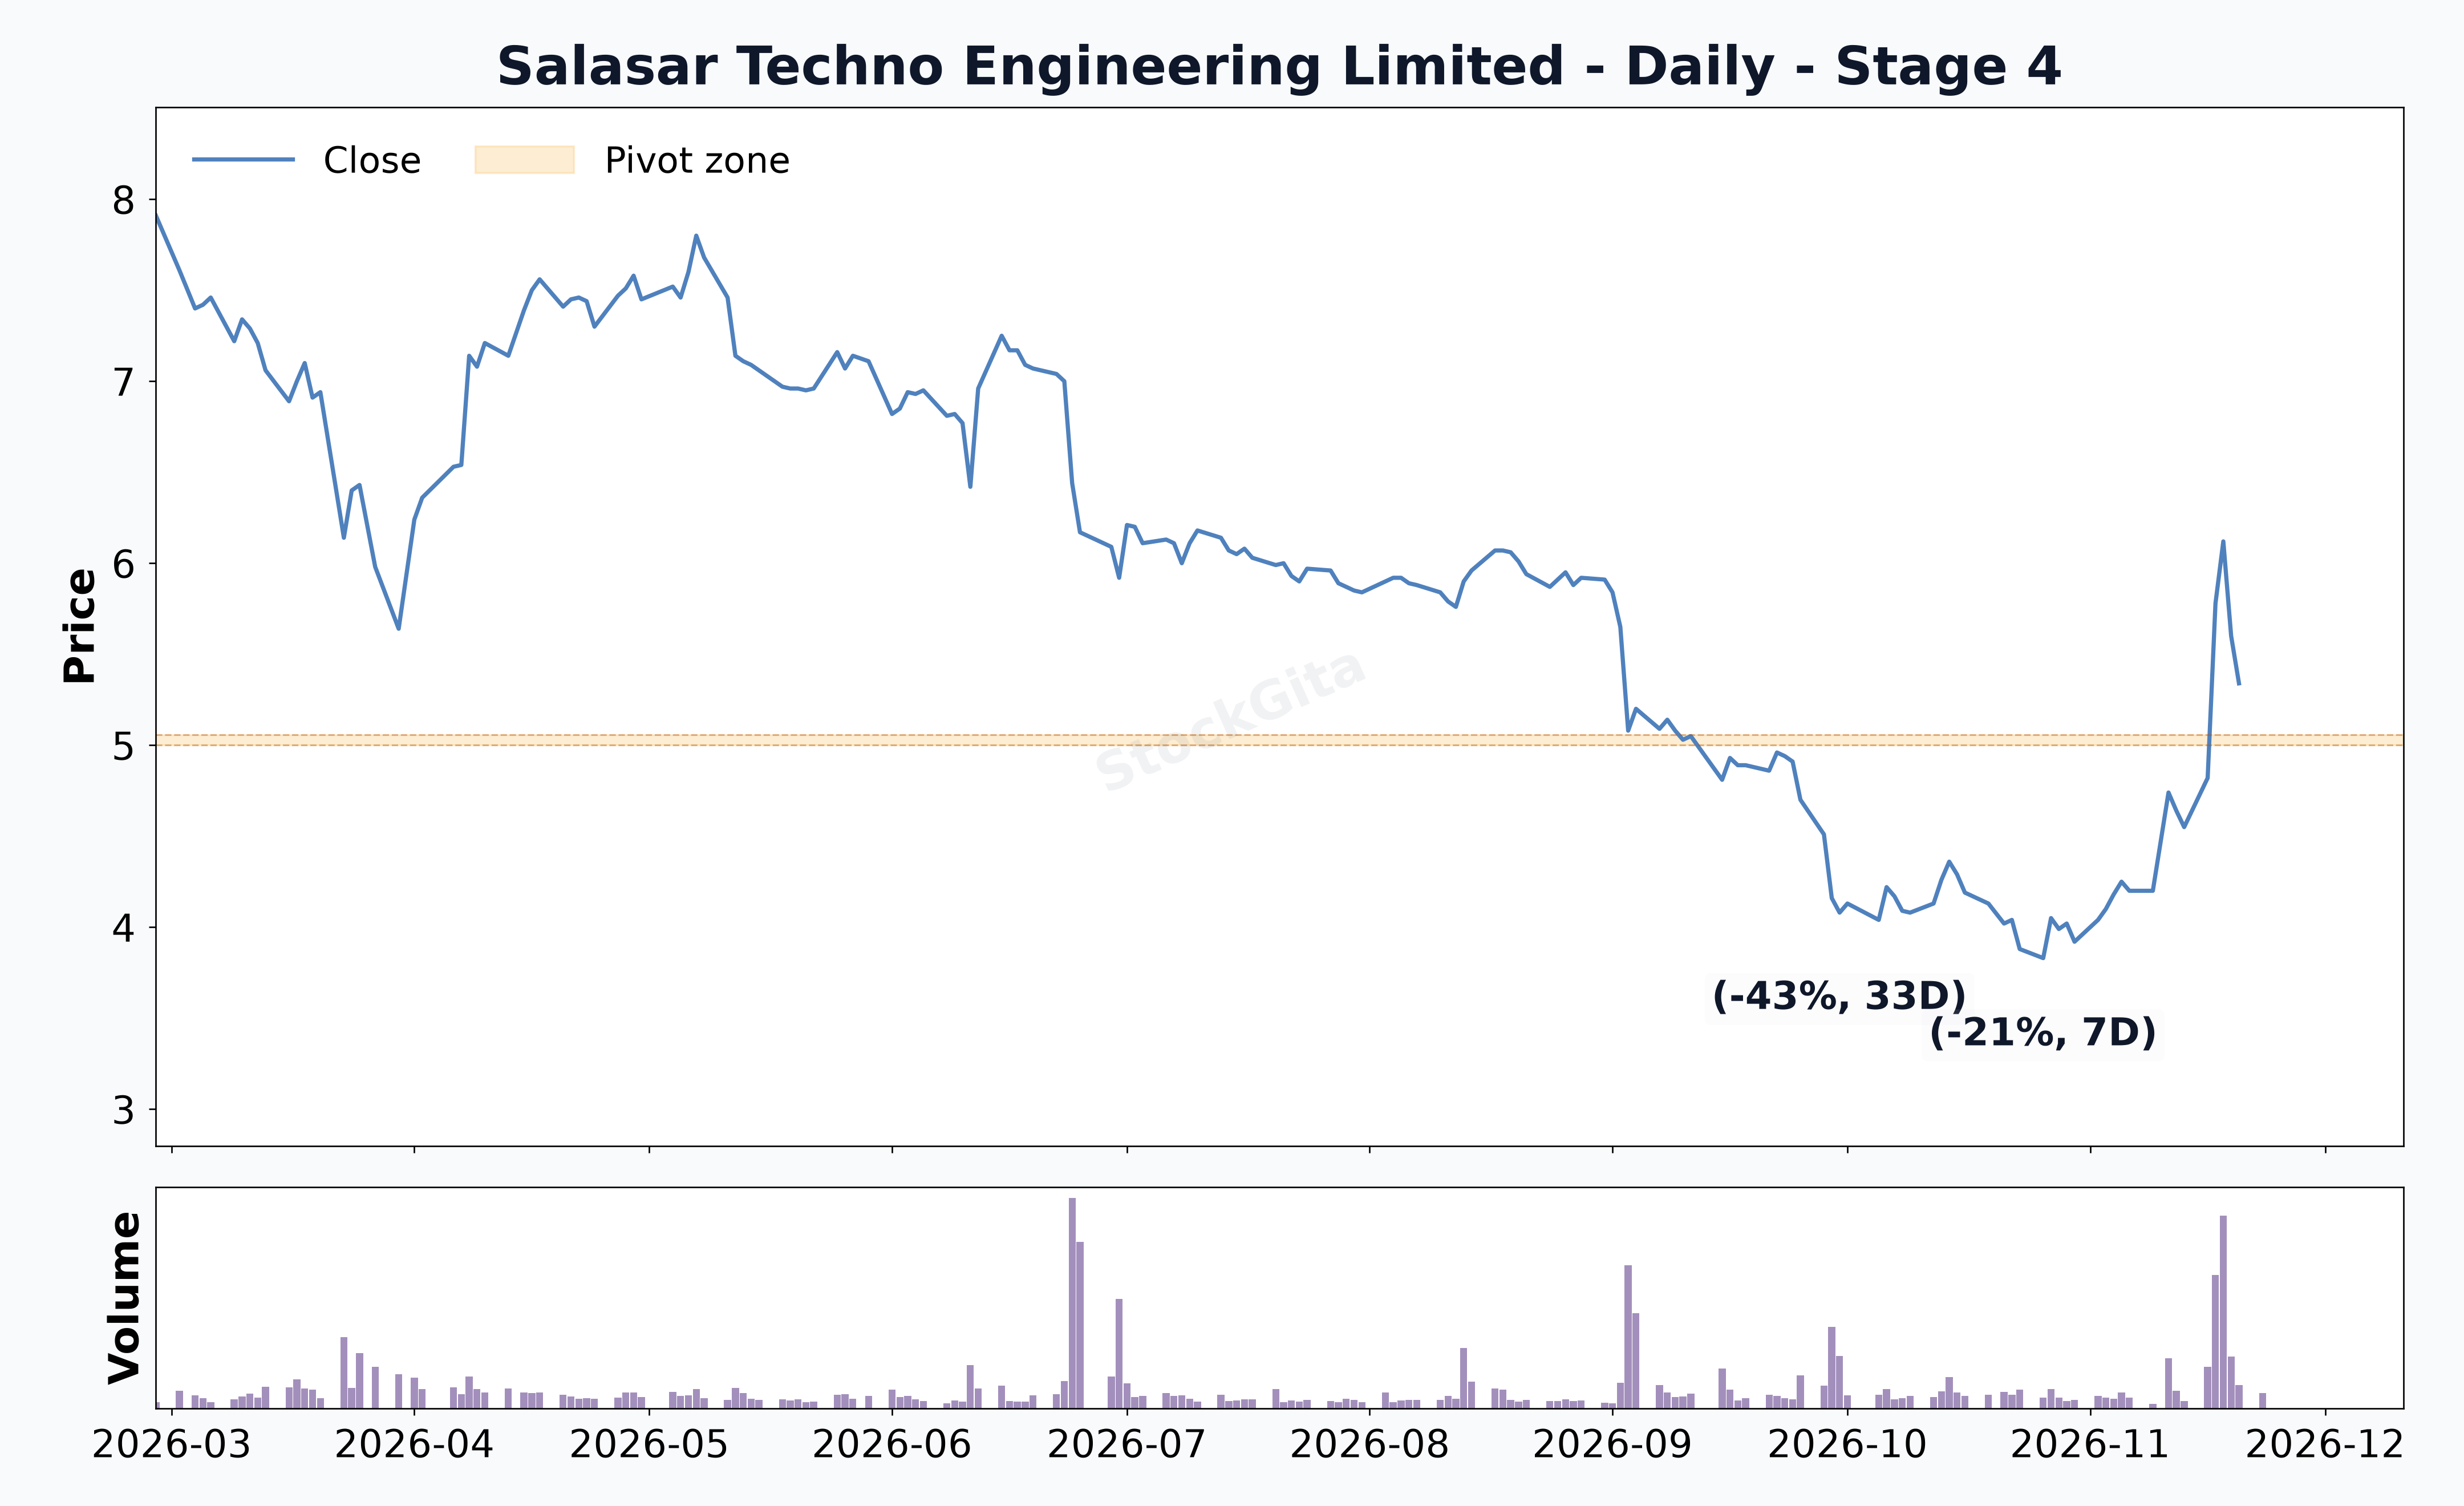 Salasar Techno Engineering Limited - Daily - Stage 4
Close
Pivot zone
8
7
6
5
4
3
Price
StockGita
(-43%, 33D)
(-21%, 7D)
Volume
2026-03
2026-04
2026-05
2026-06
2026-07
2026-08
2026-09
2026-10
2026-11
2026-12